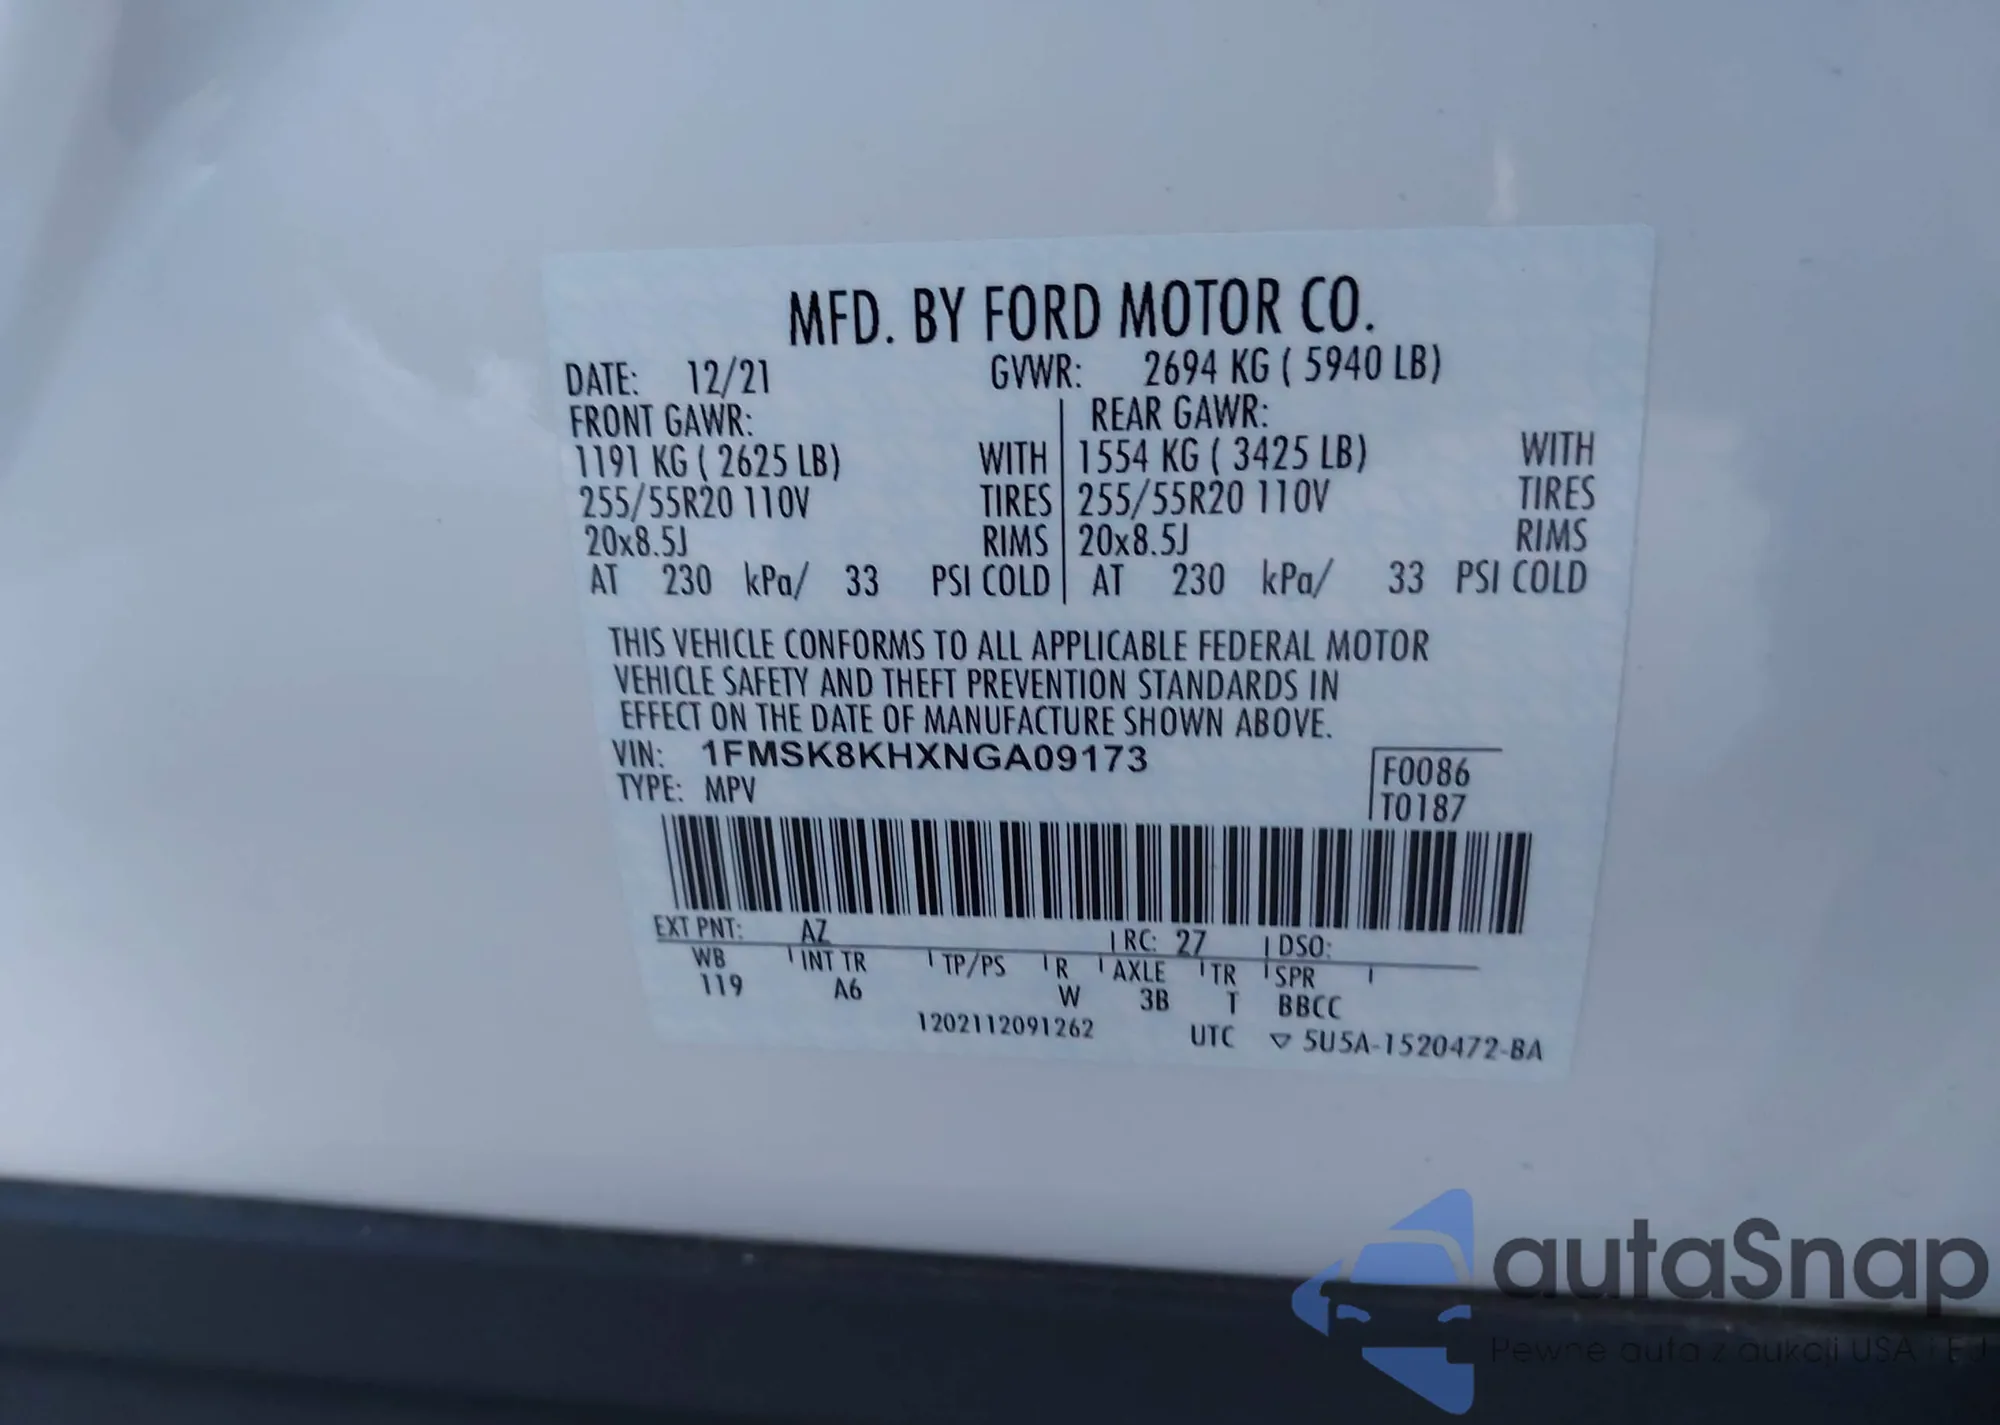 MFD. BY FORD MOTOR CO.
DATE: 12/21 GVWR: 2694 KG ( 5940 LB)
FRONT GAWR: REAR GAWR:
1191 KG ( 2625 LB) WITH 1554 KG ( 3425 LB) WITH
255/55R20 110V TIRES 255/55R20 110V TIRES
20x8.5J RIMS 20x8.5J RIMS
AT 230 kPa/ 33 PSI COLD AT 230 kPa/ 33 PSI COLD
THIS VEHICLE CONFORMS TO ALL APPLICABLE FEDERAL MOTOR
VEHICLE SAFETY AND THEFT PREVENTION STANDARDS IN
EFFECT ON THE DATE OF MANUFACTURE SHOWN ABOVE.
VIN: 1FMSK8KHXNGA09173
TYPE: MPV
F0086
T0187
EXT PNT: AZ RC: 27 DSO:
WB INT TR TP/PS R AXLE TR SPR
119 A6 W 3B T BBCC
1202112091262 UTC ▽ 5U5A-1520472-BA
autaSnap
Pewne auta z aukcji USA i EU